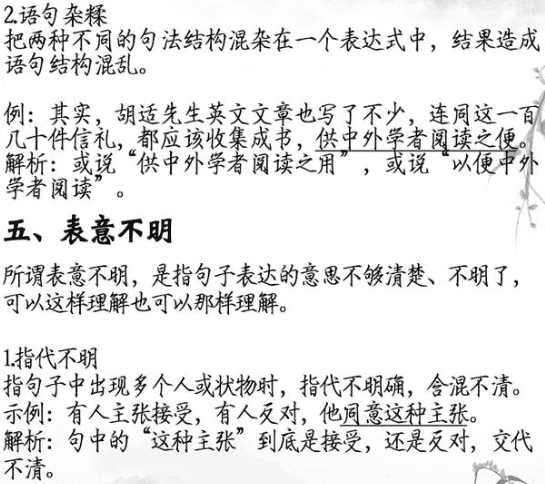 2.语句杂糅
把两种不同的句法结构混杂在一个表达式中，结果造成
语句结构混乱。
例：其实，胡适先生英文文章也写了不少，连同这一百
几十件信礼，都应该收集成书，供中外学者阅读之便。
解析：或说“供中外学者阅读之用”，或说“以便中外
学者阅读”。
五、表意不明
所谓表意不明，是指句子表达的意思不够清楚、不明了，
可以这样理解也可以那样理解。
1.指代不明
指句子中出现多个人或状物时，指代不明确，含混不清。
示例：有人主张接受，有人反对，他同意这种主张。
解析：句中的“这种主张”到底是接受，还是反对，交代
不清。